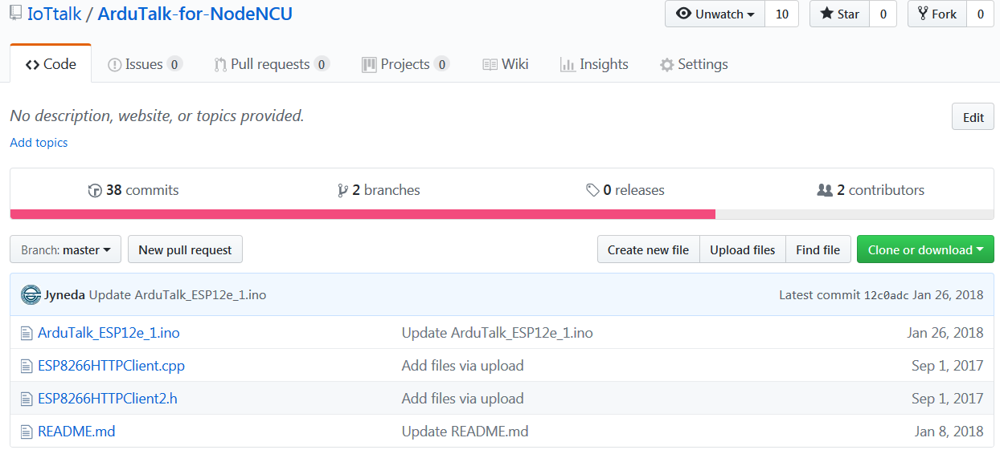 IoTtalk / ArduTalk-for-NodeNCU Unwatch 10 Star 0 Fork 0
Code Issues 0 Pull requests 0 Projects 0 Wiki Insights Settings
No description, website, or topics provided. Edit
Add topics
38 commits 2 branches 0 releases 2 contributors
Branch: master New pull request Create new file Upload files Find file Clone or download
Jyneda Update ArduTalk_ESP12e_1.ino Latest commit 12c0adc Jan 26, 2018
ArduTalk_ESP12e_1.ino Update ArduTalk_ESP12e_1.ino Jan 26, 2018
ESP8266HTTPClient.cpp Add files via upload Sep 1, 2017
ESP8266HTTPClient2.h Add files via upload Sep 1, 2017
README.md Update README.md Jan 8, 2018